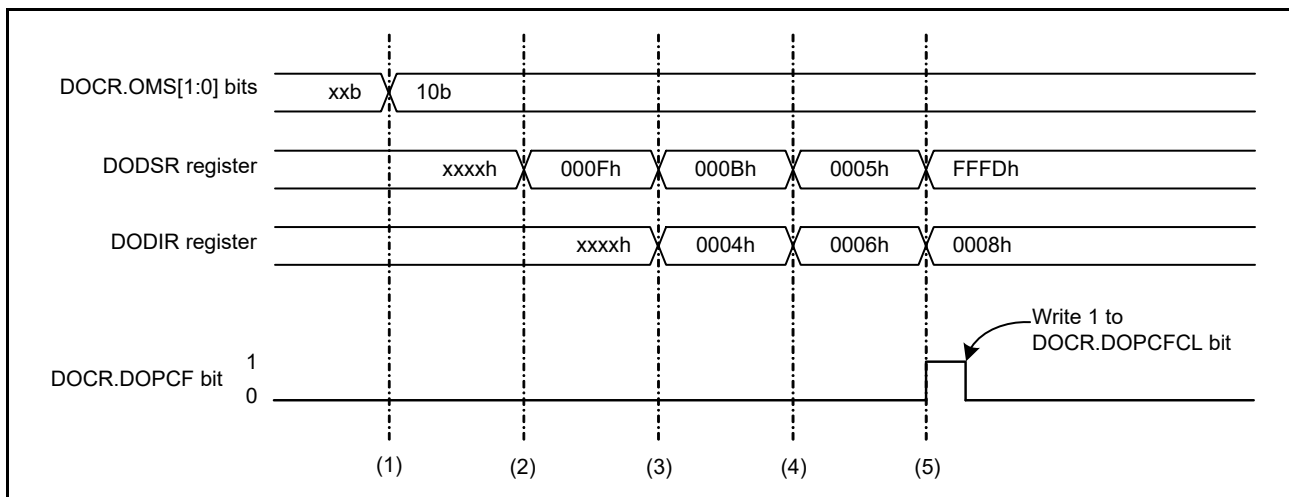 DOCR.OMS[1:0] bits xxb 10b
DODSR register xxxxh 000Fh 000Bh 0005h FFFDh
DODIR register xxxxh 0004h 0006h 0008h
Write 1 to
DOCR.DOPCFCL bit
1
DOCR.DOPCF bit
0
(1) (2) (3) (4) (5)